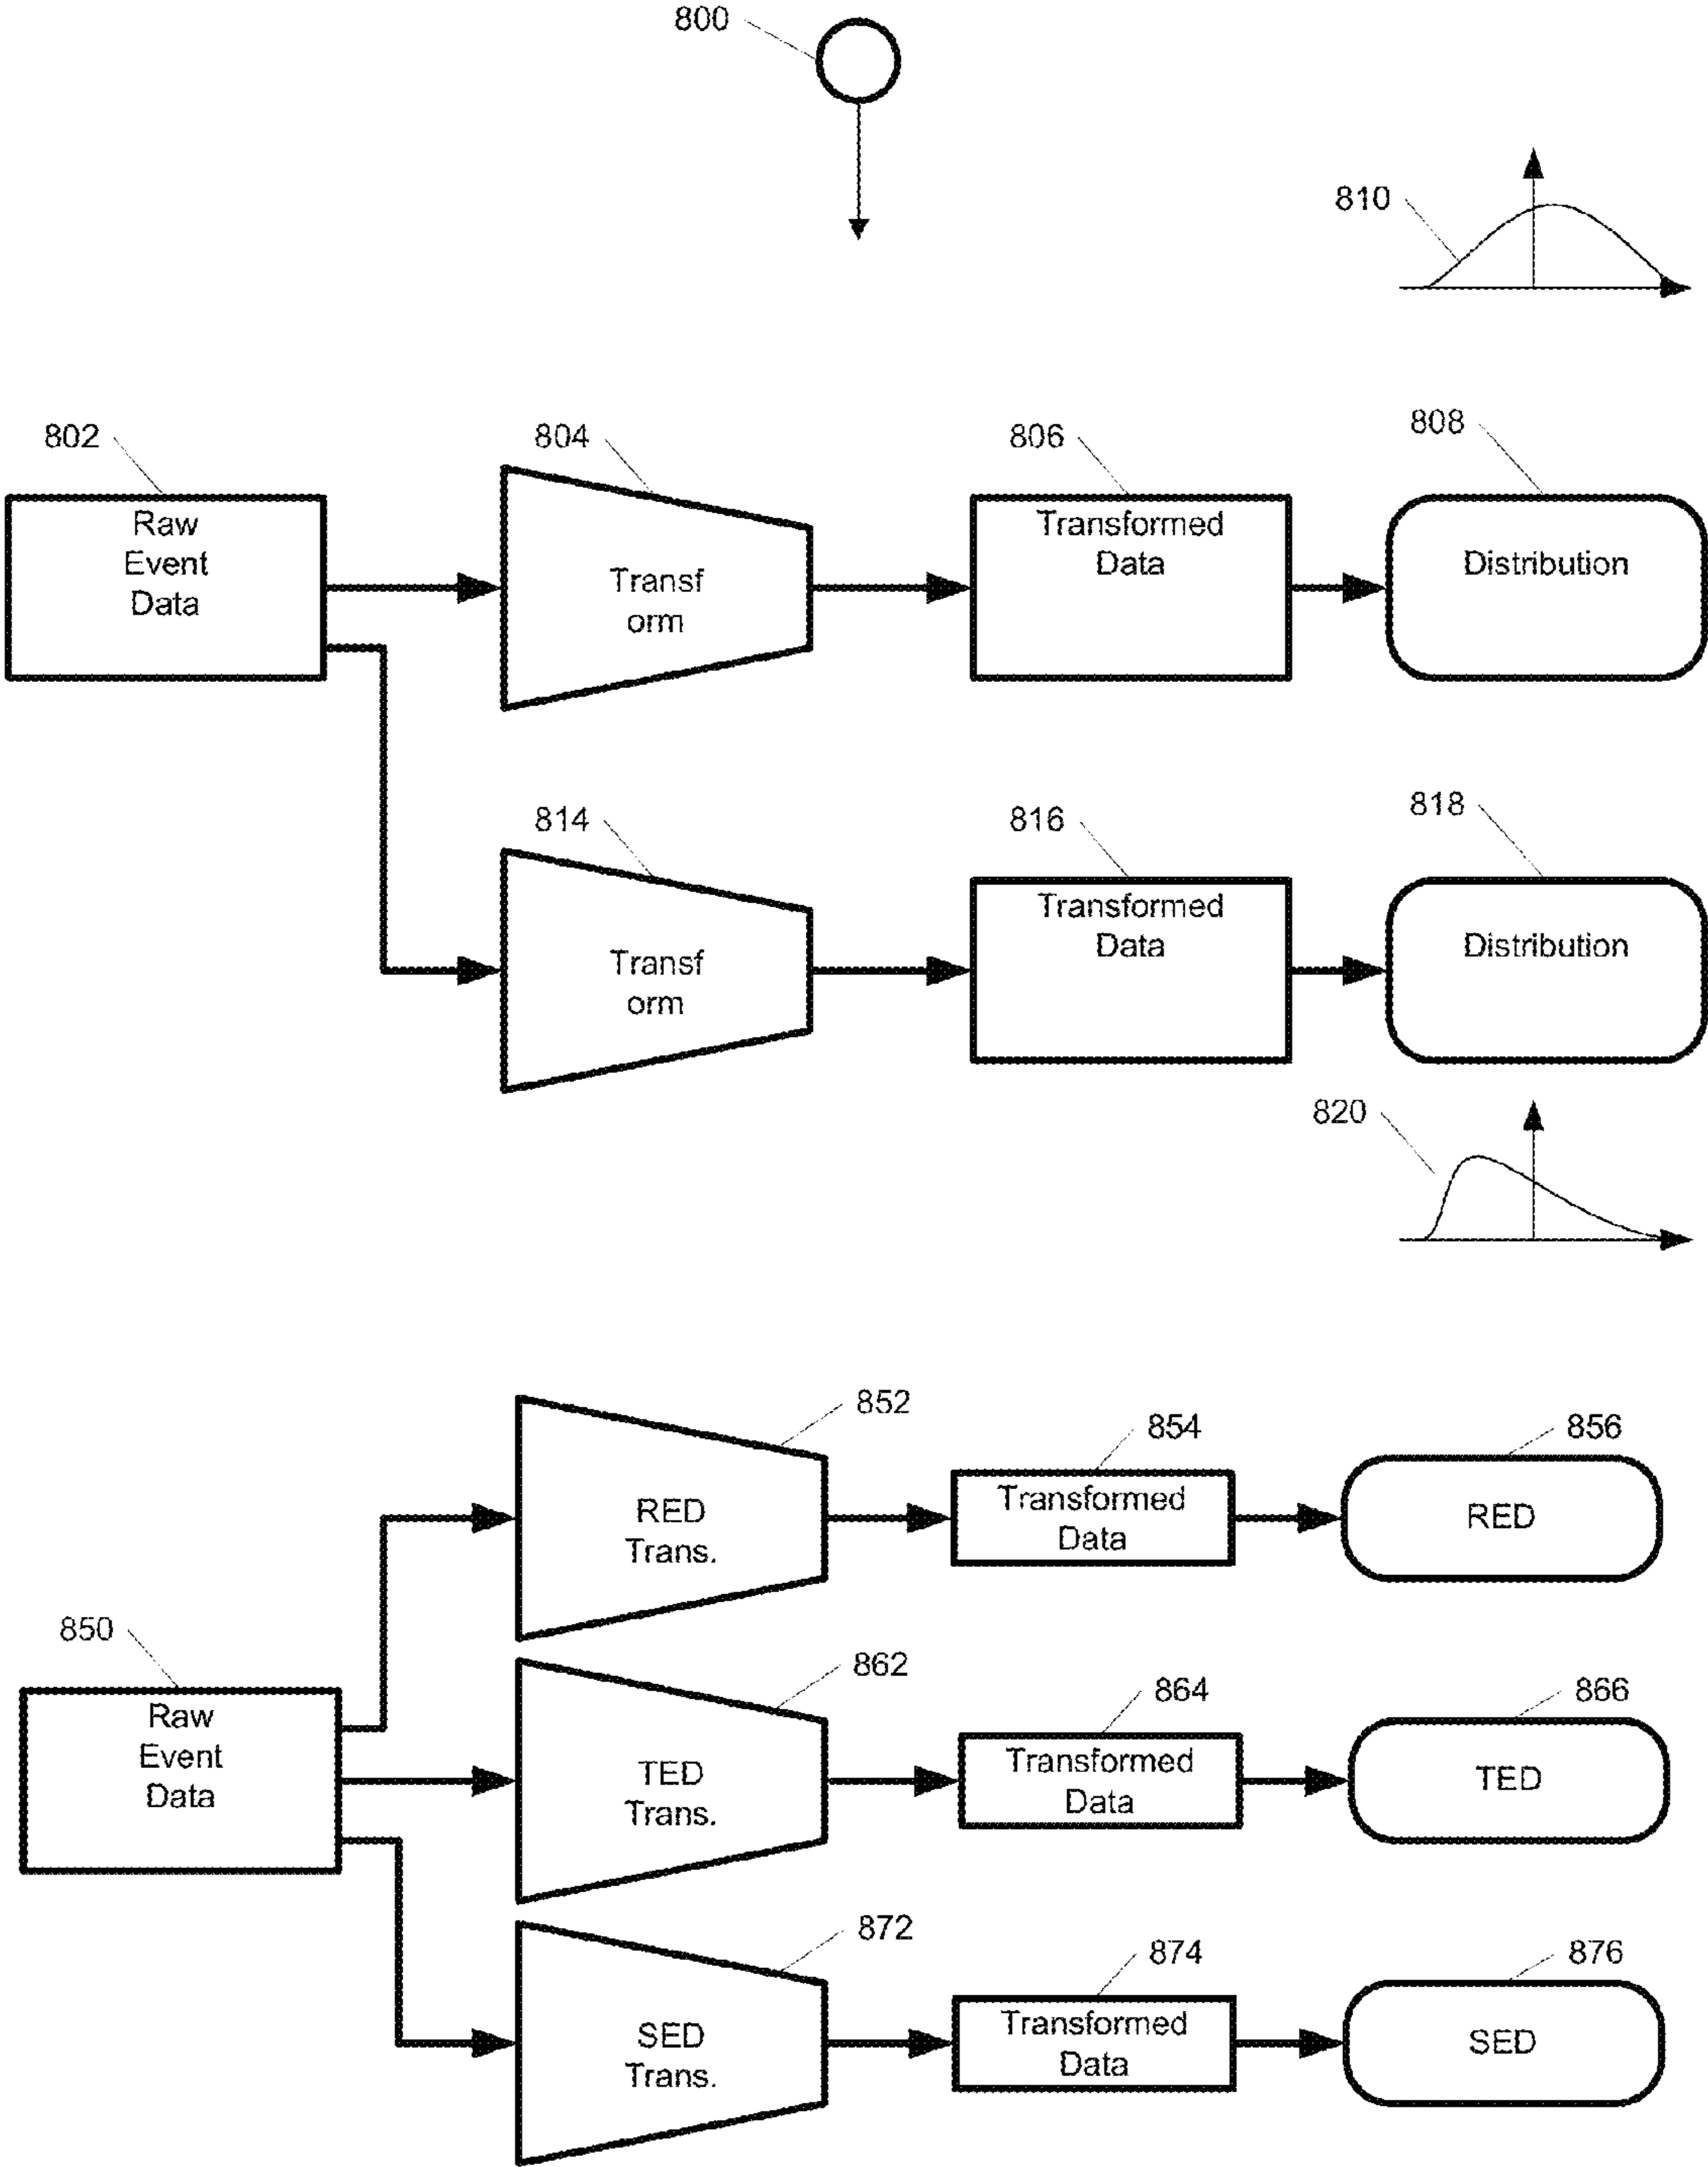 800
810
802
804
806
808
Raw
Event
Data
Transf
orm
Transformed
Data
Distribution
814
816
818
Transf
orm
Transformed
Data
Distribution
820
852
854
856
RED
Trans.
Transformed
Data
RED
850
Raw
Event
Data
862
864
866
TED
Trans.
Transformed
Data
TED
872
874
876
SED
Trans.
Transformed
Data
SED